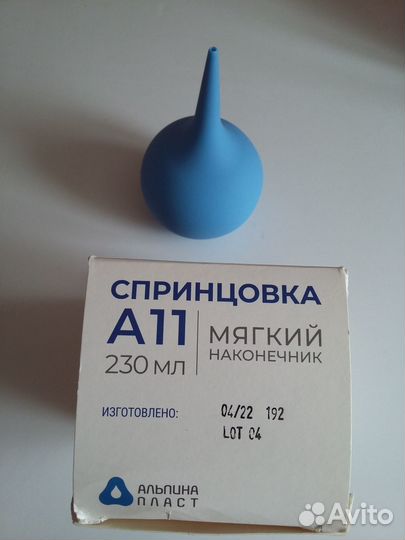 СПРИНЦОВКА
А11 МЯГКИЙ
230 МЛ НАКОНЕЧНИК
ИЗГОТОВЛЕНО: 04/22 192
LOT 04
АЛЬПИНА
ПЛАСТ
Avito